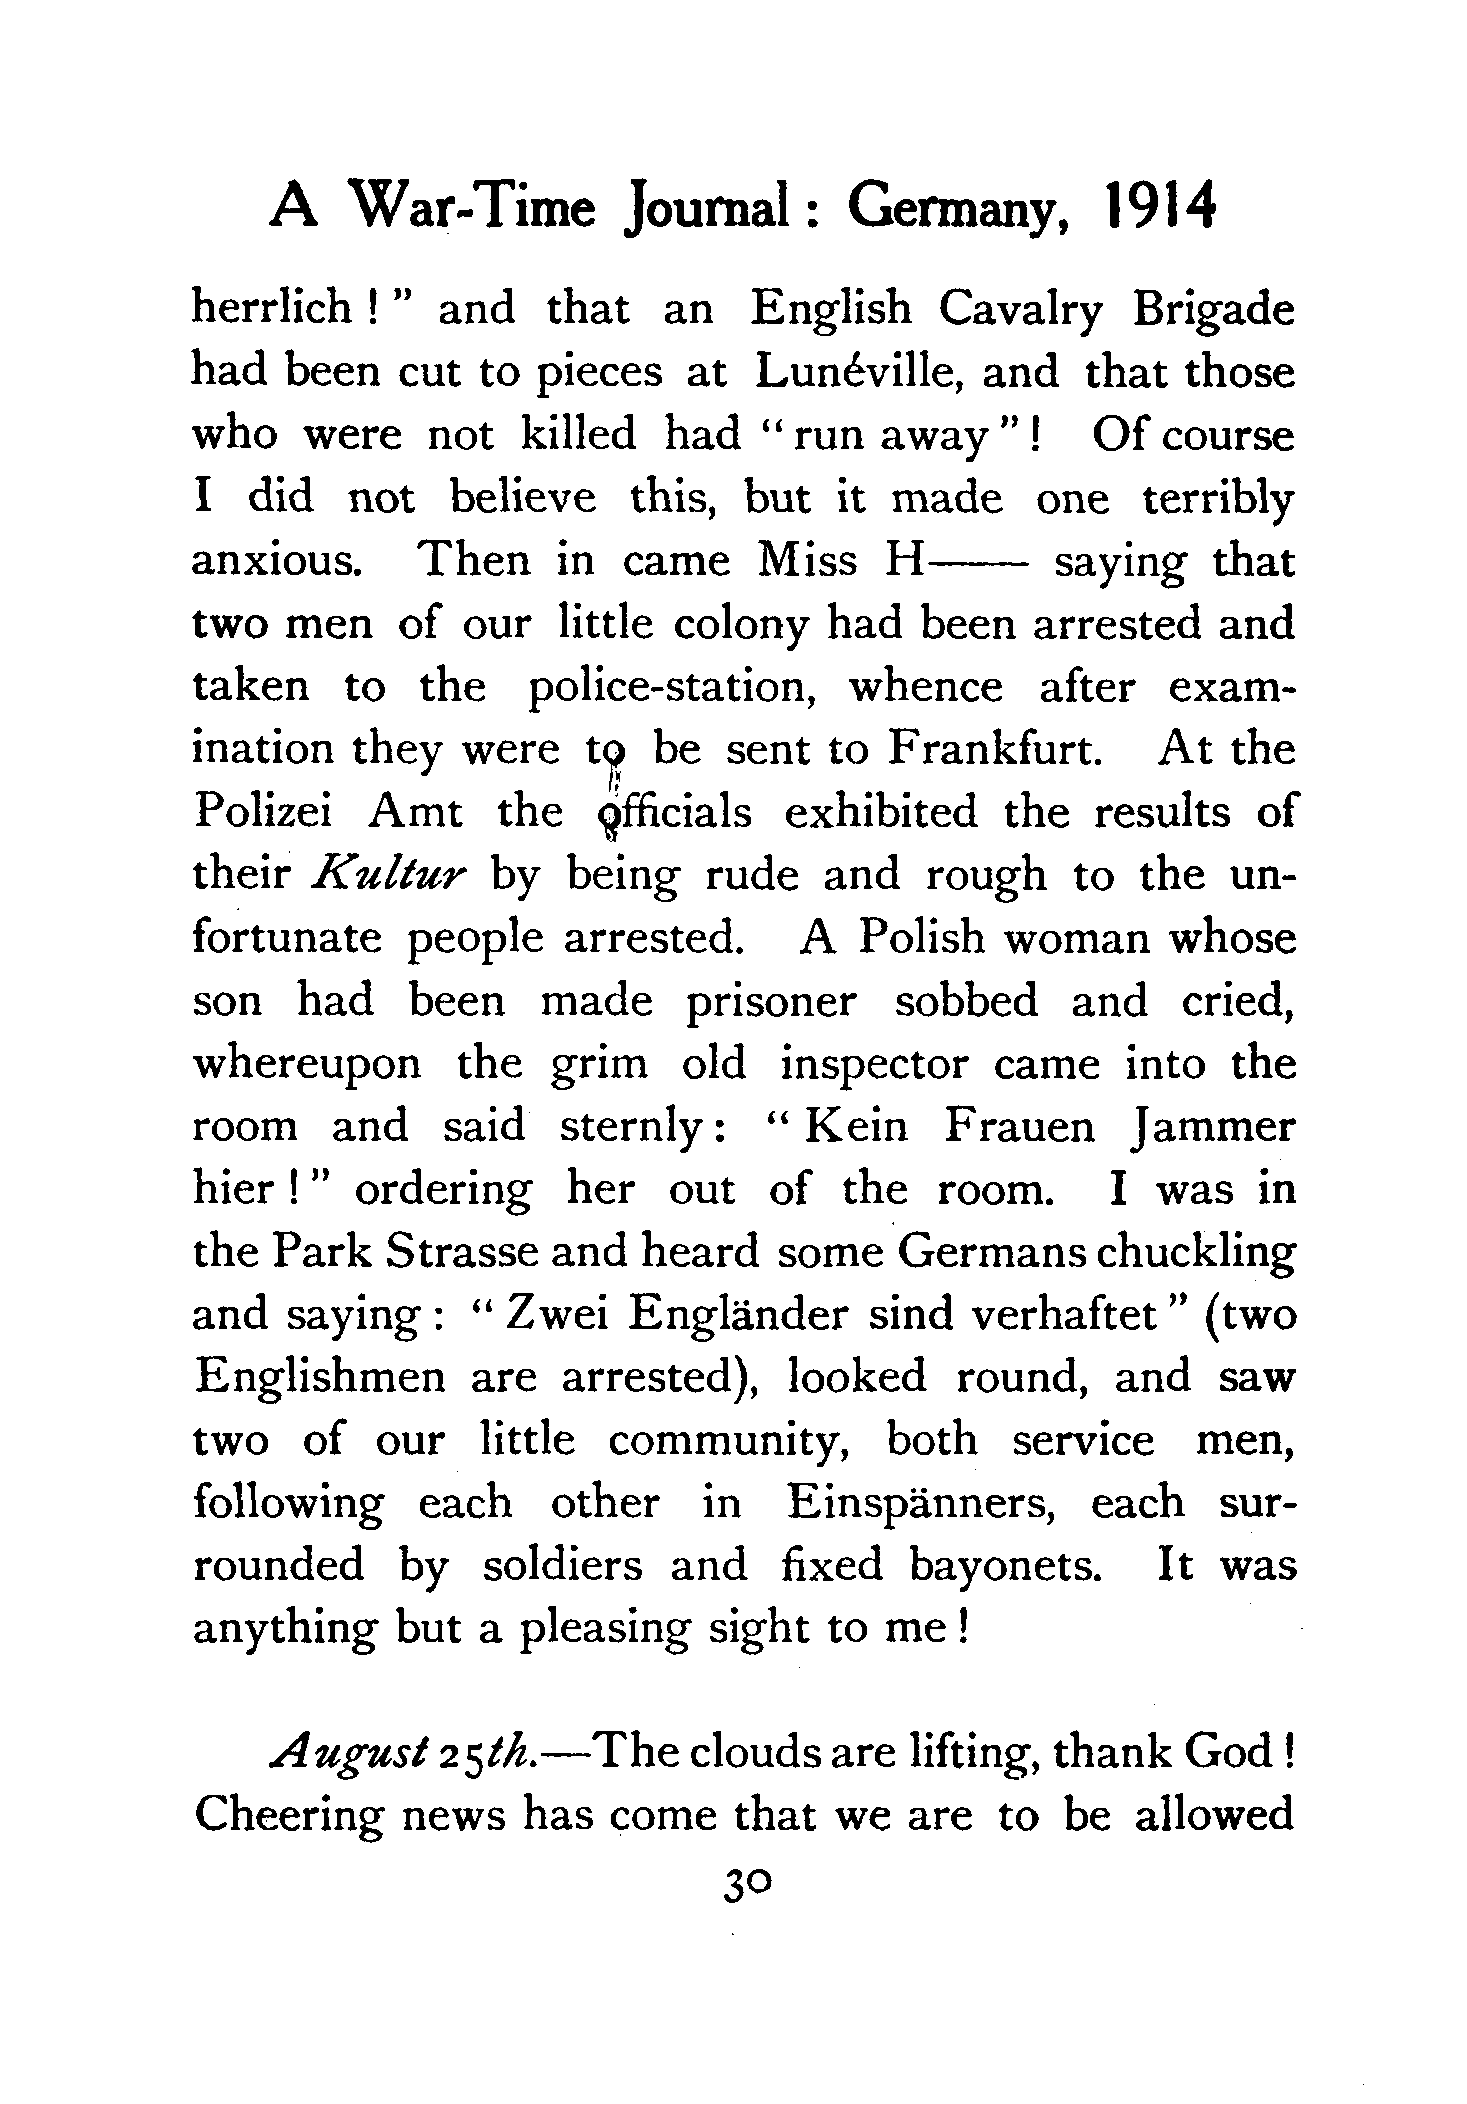 A War-Time Journal: Germany, 1914
herrlich!" and that an English Cavalry Brigade
had been cut to pieces at Lunéville, and that those
who were not killed had "run away"! Of course
I did not believe this, but it made one terribly
anxious. Then in came Miss H—— saying that
two men of our little colony had been arrested and
taken to the police-station, whence after exam-
ination they were to be sent to Frankfurt. At the
Polizei Amt the officials exhibited the results of
their Kultur by being rude and rough to the un-
fortunate people arrested. A Polish woman whose
son had been made prisoner sobbed and cried,
whereupon the grim old inspector came into the
room and said sternly: "Kein Frauen Jammer
hier!" ordering her out of the room. I was in
the Park Strasse and heard some Germans chuckling
and saying: "Zwei Engländer sind verhaftet" (two
Englishmen are arrested), looked round, and saw
two of our little community, both service men,
following each other in Einspänners, each sur-
rounded by soldiers and fixed bayonets. It was
anything but a pleasing sight to me!
August 25th.—The clouds are lifting, thank God!
Cheering news has come that we are to be allowed
30